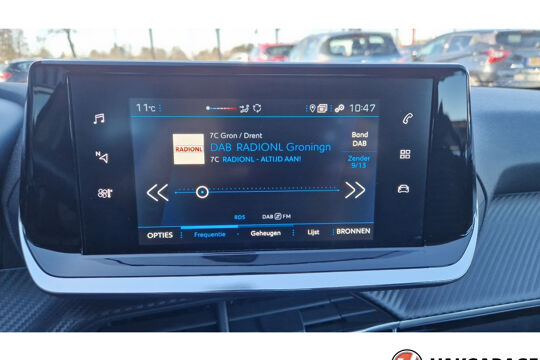 11°C
10:47
7C Gron / Drent
Band
DAB
RADIONL
DAB RADIONL Groningn
7C RADIONL - ALTIJD AAN!
Zender
9/13
RDS
DAB FM
OPTIES
Frequentie
Geheugen
Lijst
BRONNEN
N
VAKGARAGE